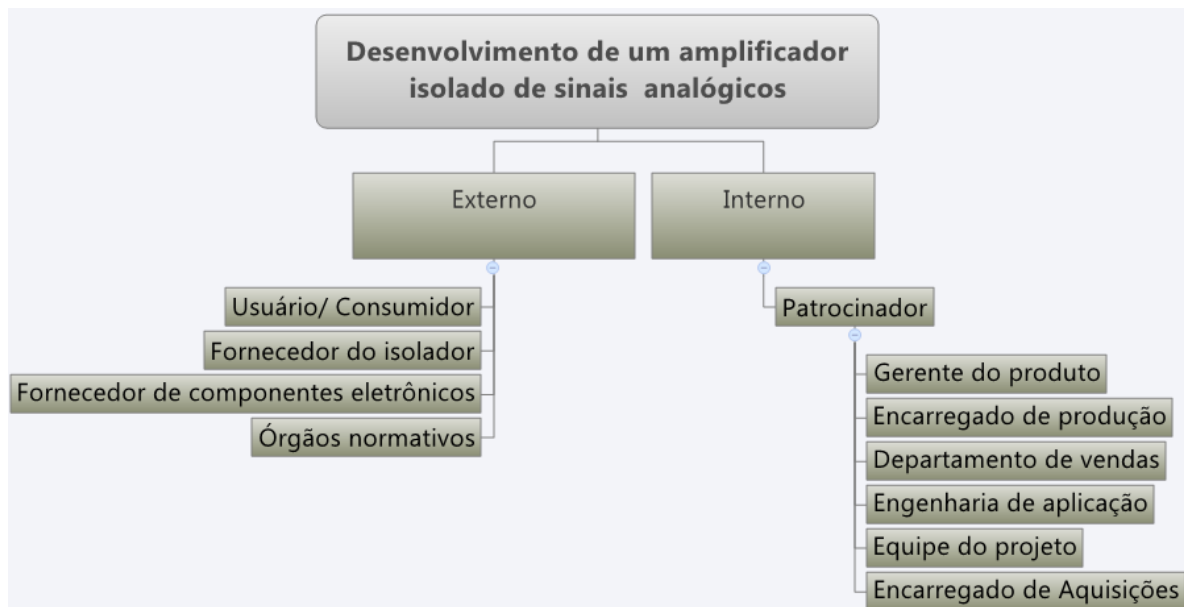 Desenvolvimento de um amplificador
isolado de sinais analógicos
Externo
Interno
Usuário/ Consumidor
Fornecedor do isolador
Fornecedor de componentes eletrônicos
Órgãos normativos
Patrocinador
Gerente do produto
Encarregado de produção
Departamento de vendas
Engenharia de aplicação
Equipe do projeto
Encarregado de Aquisições